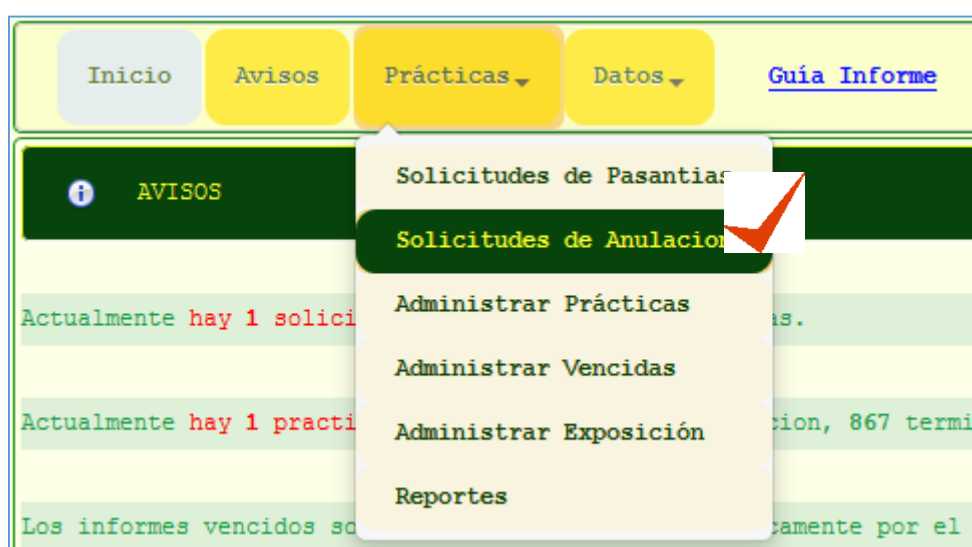 Inicio Avisos Prácticas Datos Guía Informe
AVISOS
Solicitudes de Pasantias
Solicitudes de Anulacion
Administrar Prácticas
Actualmente hay 1 solici as.
Administrar Vencidas
Actualmente hay 1 practi cion, 867 termi
Administrar Exposición
Reportes
Los informes vencidos so camente por el